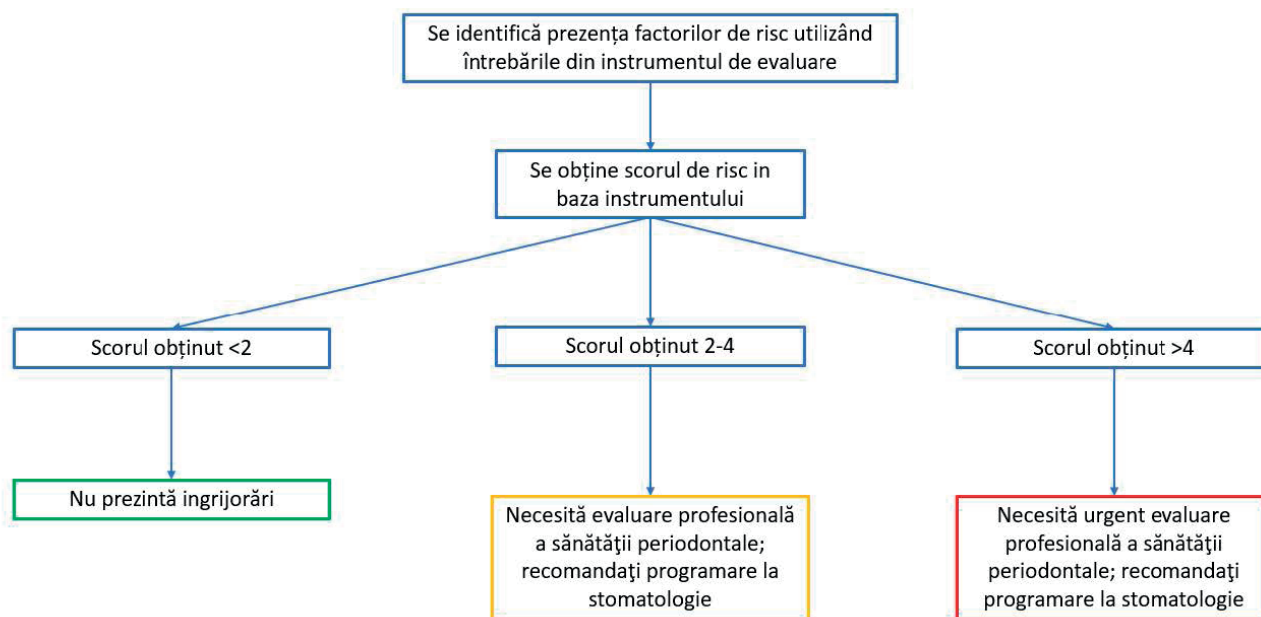 Se identifică prezența factorilor de risc utilizând
întrebările din instrumentul de evaluare
Se obține scorul de risc in
baza instrumentului
Scorul obținut <2
Scorul obținut 2-4
Scorul obținut >4
Nu prezintă ingrijorări
Necesită evaluare profesională
a sănătăţii periodontale;
recomandați programare la
stomatologie
Necesită urgent evaluare
profesională a sănătăţii
periodontale; recomandați
programare la stomatologie